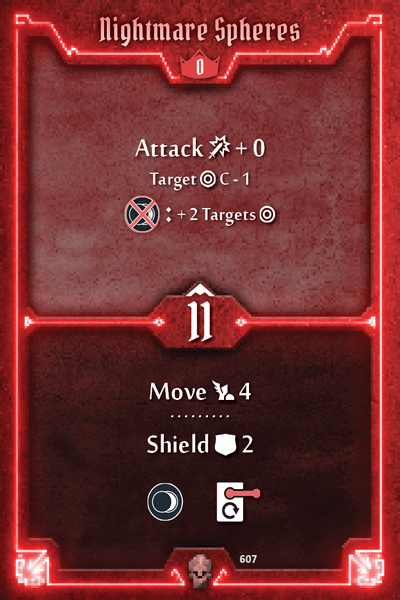 Nightmare Spheres
0
Attack + 0
Target C - 1
: + 2 Targets
11
Move 4
Shield 2
607